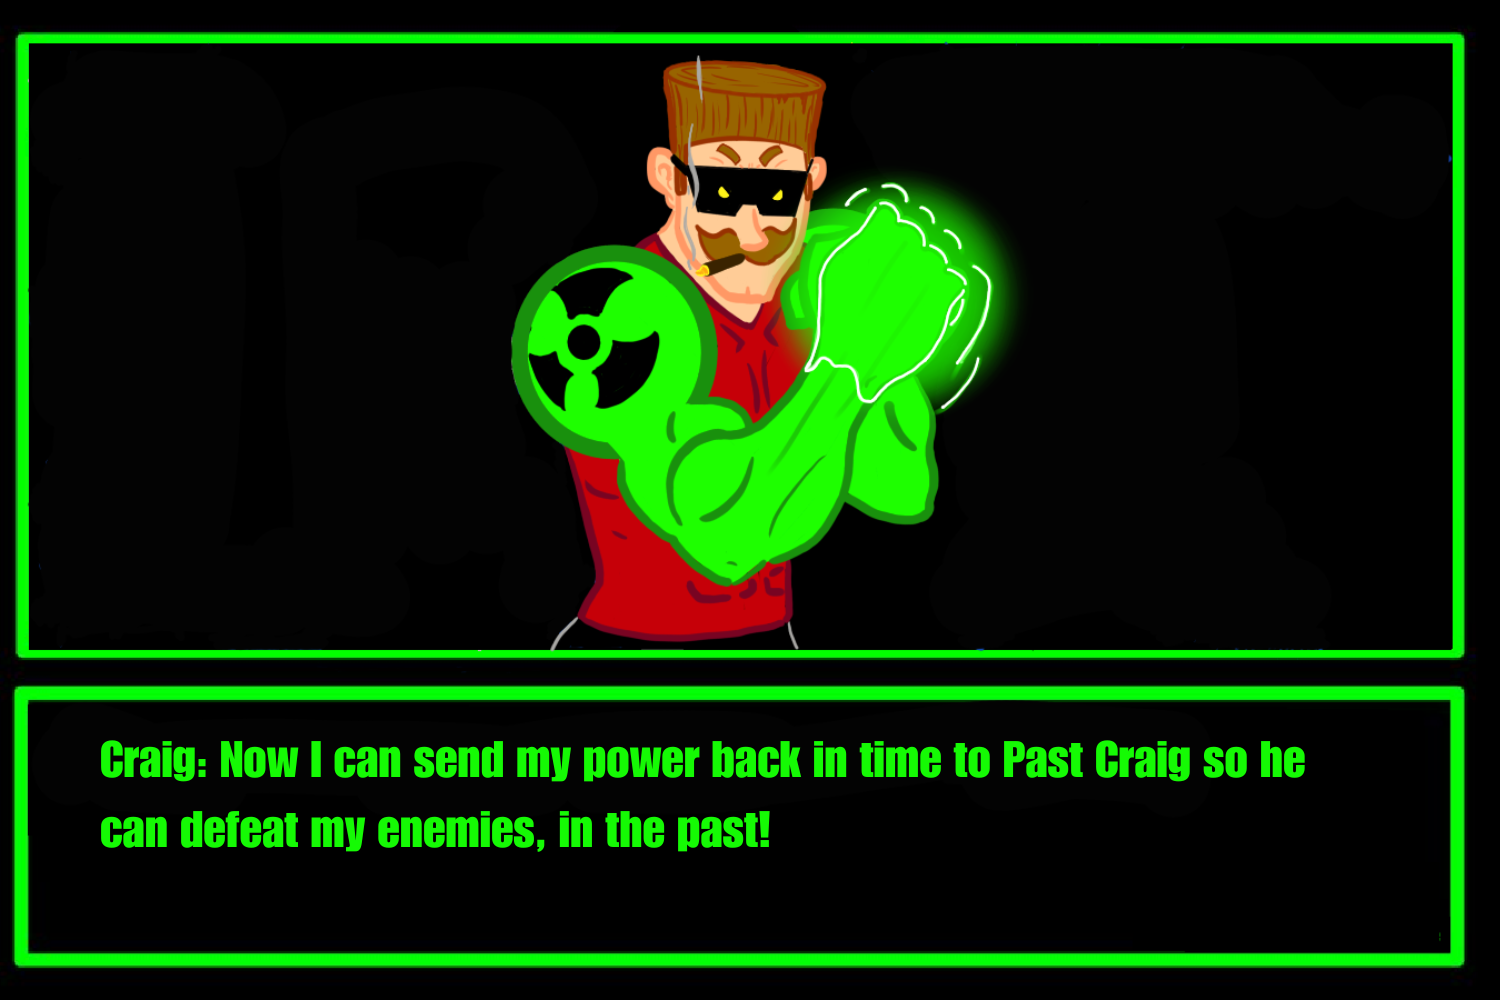 Craig: Now I can send my power back in time to Past Craig so he
can defeat my enemies, in the past!